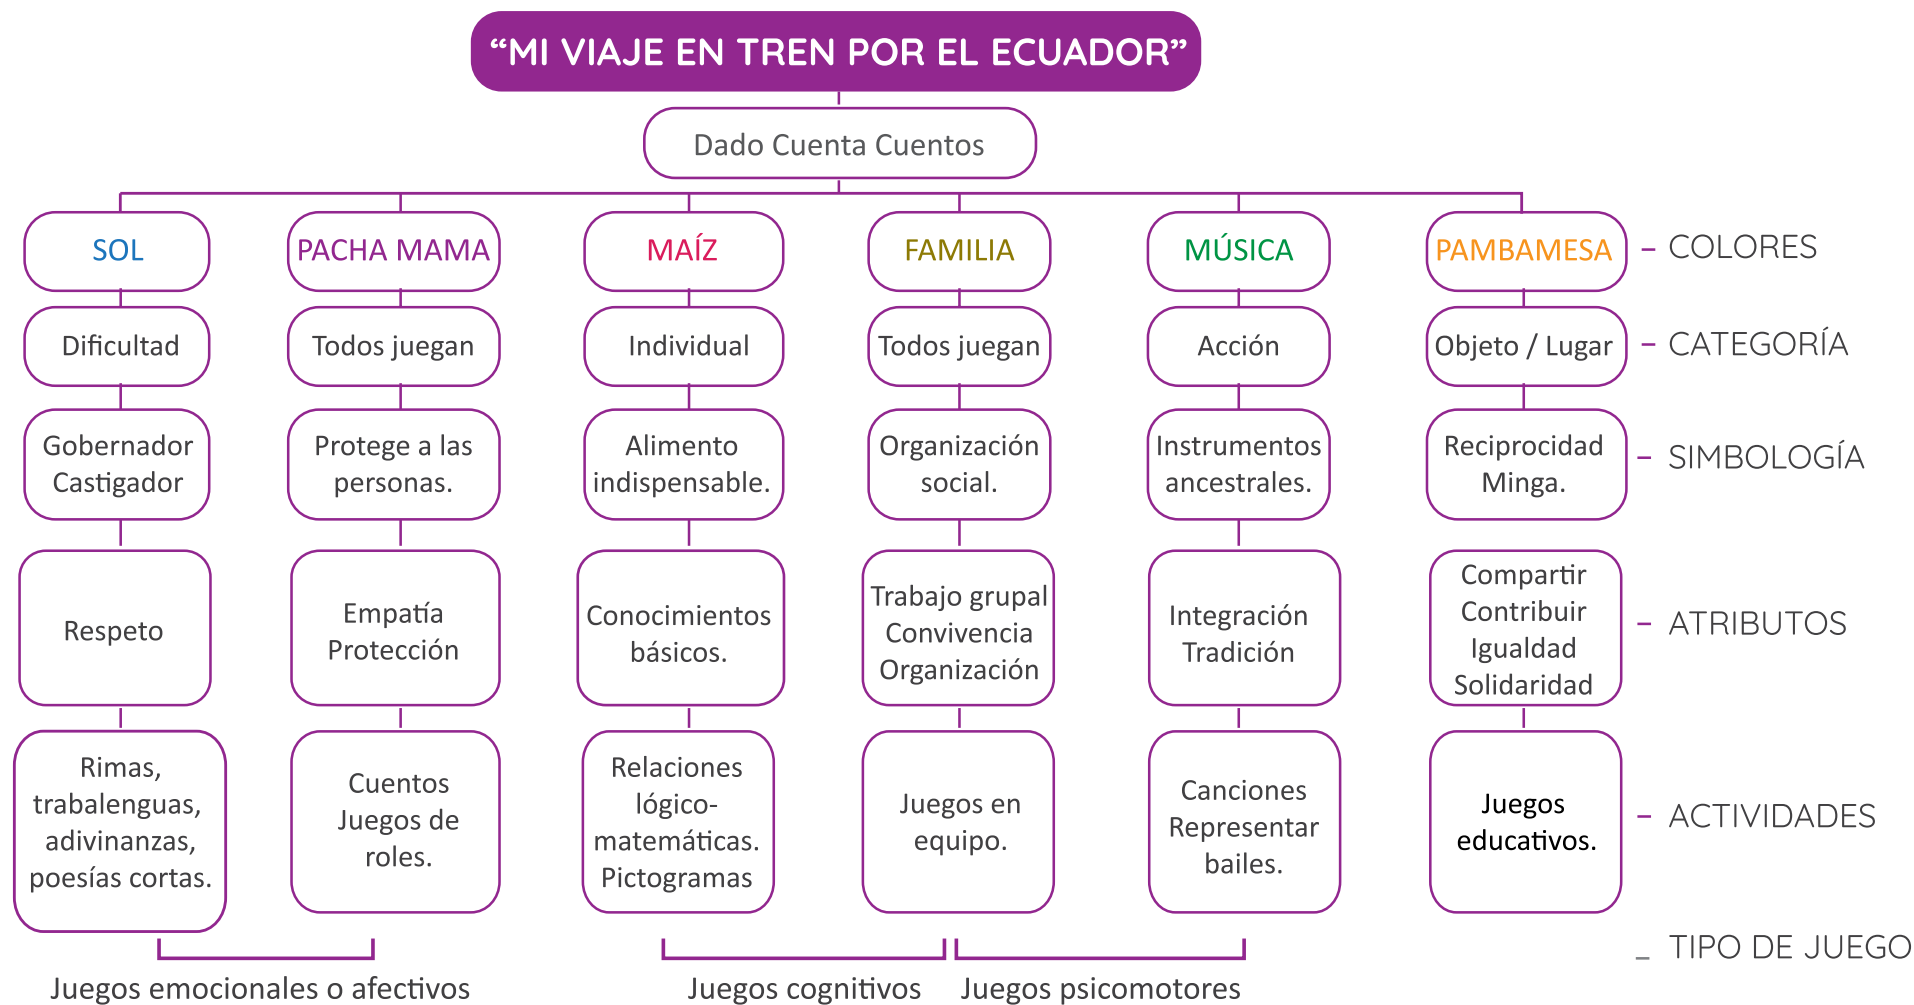 “MI VIAJE EN TREN POR EL ECUADOR”
Dado Cuenta Cuentos
SOL
PACHA MAMA
MAÍZ
FAMILIA
MÚSICA
PAMBAMESA
COLORES
Dificultad
Todos juegan
Individual
Todos juegan
Acción
Objeto / Lugar
CATEGORÍA
Gobernador
Castigador
Protege a las
personas.
Alimento
indispensable.
Organización
social.
Instrumentos
ancestrales.
Reciprocidad
Minga.
SIMBOLOGÍA
Respeto
Empatía
Protección
Conocimientos
básicos.
Trabajo grupal
Convivencia
Organización
Integración
Tradición
Compartir
Contribuir
Igualdad
Solidaridad
ATRIBUTOS
Rimas,
trabalenguas,
adivinanzas,
poesías cortas.
Cuentos
Juegos de
roles.
Relaciones
lógico-
matemáticas.
Pictogramas
Juegos en
equipo.
Canciones
Representar
bailes.
Juegos
educativos.
ACTIVIDADES
Juegos emocionales o afectivos
Juegos cognitivos
Juegos psicomotores
TIPO DE JUEGO